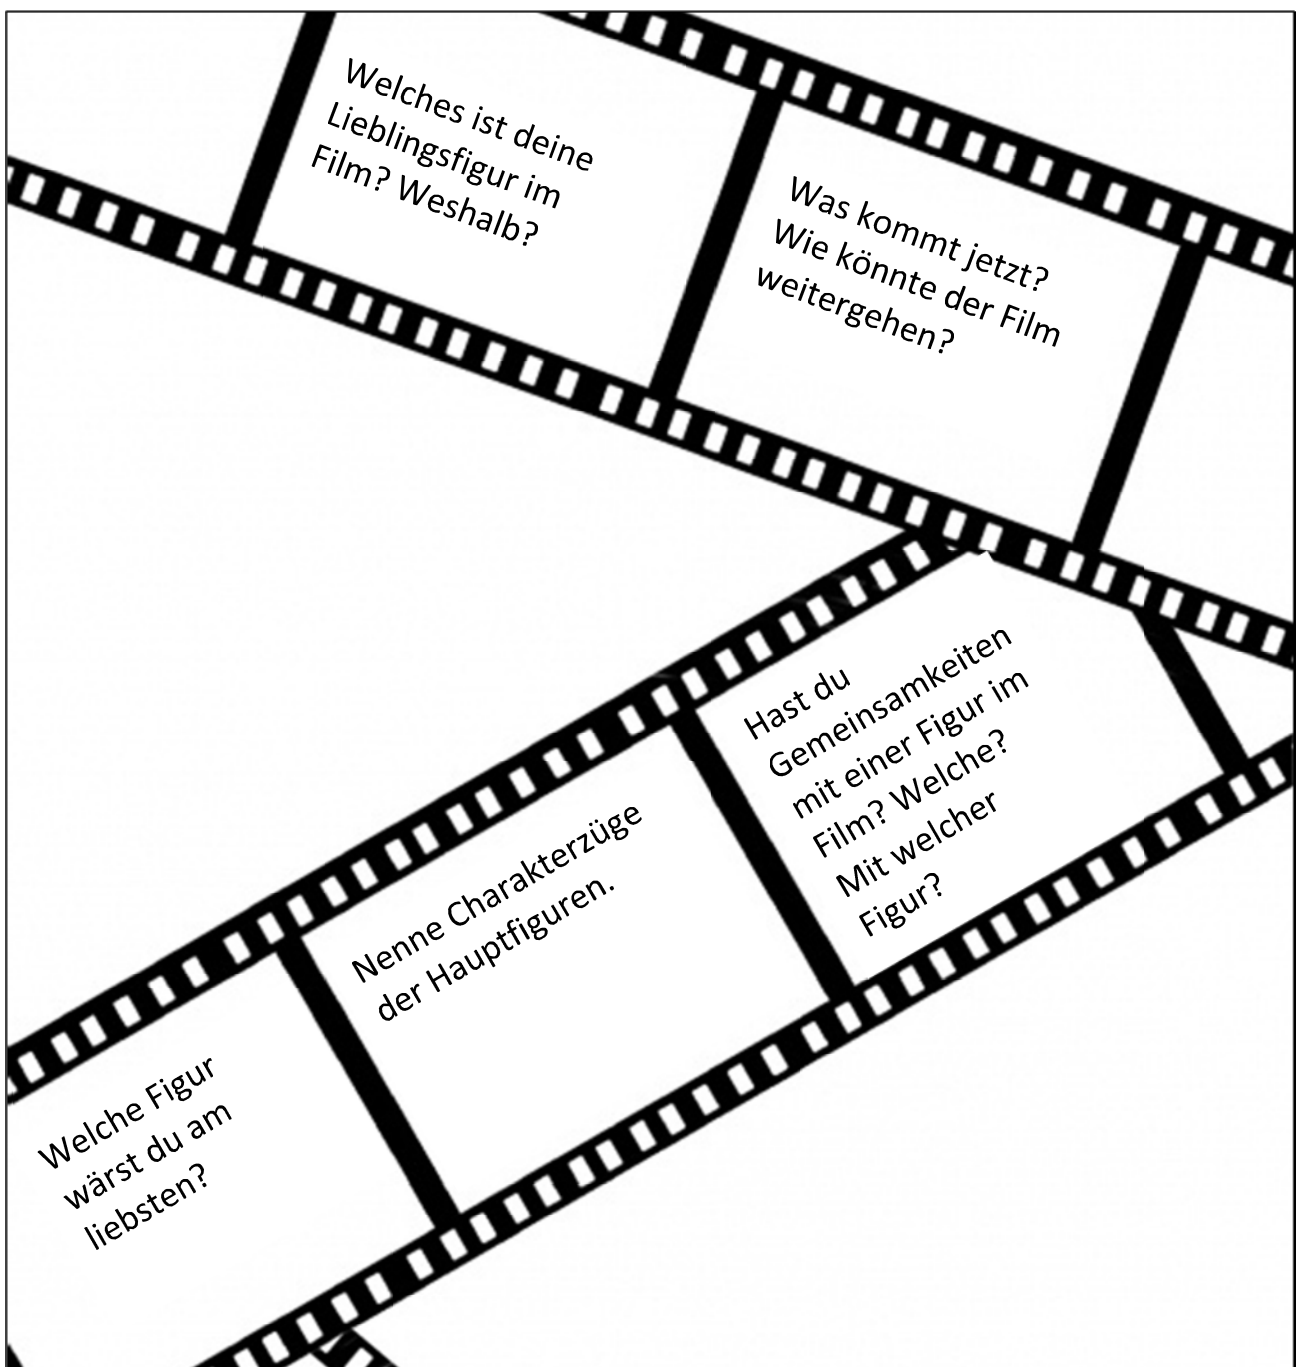 Welches ist deine
Lieblingsfigur im
Film? Weshalb?
Was kommt jetzt?
Wie könnte der Film
weitergehen?
Hast du
Gemeinsamkeiten
mit einer Figur im
Film? Welche?
Mit welcher
Figur?
Nenne Charakterzüge
der Hauptfiguren.
Welche Figur
wärst du am
liebsten?